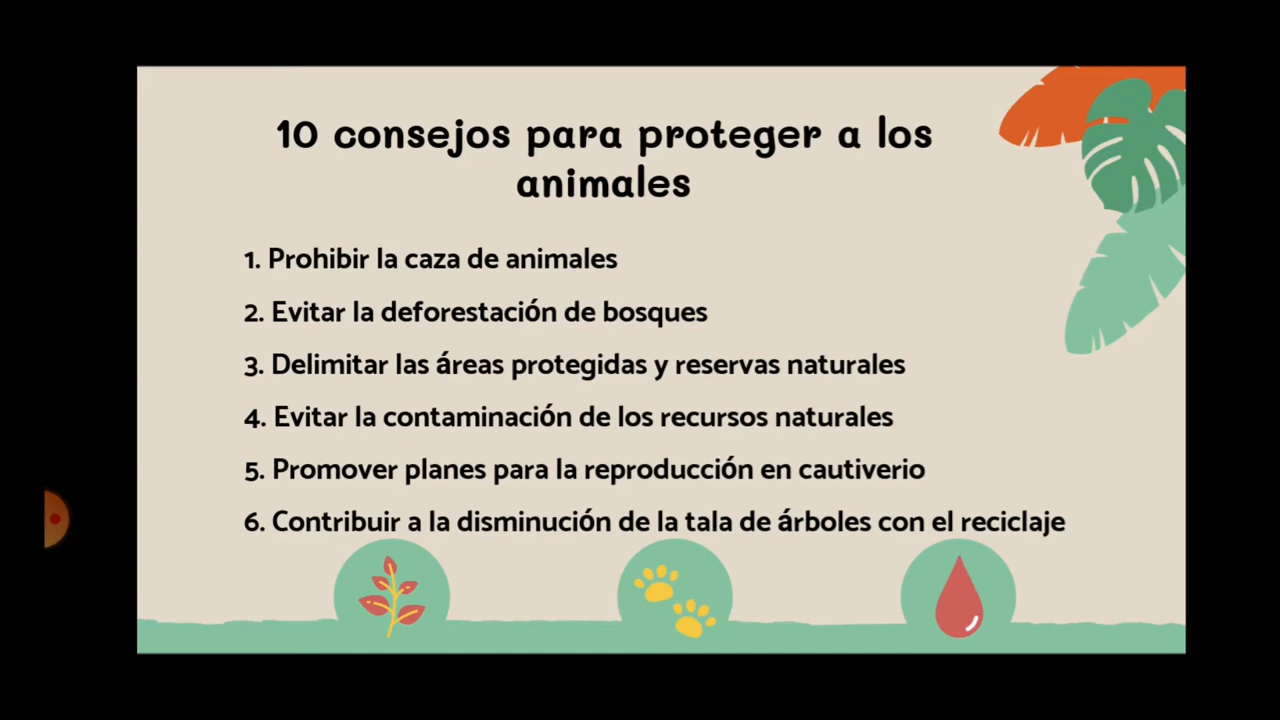 10 consejos para proteger a los
animales
1. Prohibir la caza de animales
2. Evitar la deforestación de bosques
3. Delimitar las áreas protegidas y reservas naturales
4. Evitar la contaminación de los recursos naturales
5. Promover planes para la reproducción en cautiverio
6. Contribuir a la disminución de la tala de árboles con el reciclaje